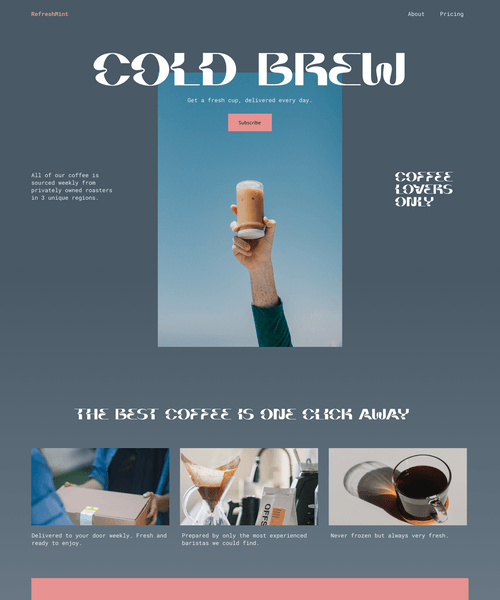 RefreshMint
About
Pricing
COLD BREW
Get a fresh cup, delivered every day.
Subscribe
All of our coffee is
sourced weekly from
privately owned roasters
in 3 unique regions.
COFFEE
LOVERS
ONLY
THE BEST COFFEE IS ONE CLICK AWAY
Delivered to your door weekly. Fresh and
ready to enjoy.
Prepared by only the most experienced
baristas we could find.
Never frozen but always very fresh.